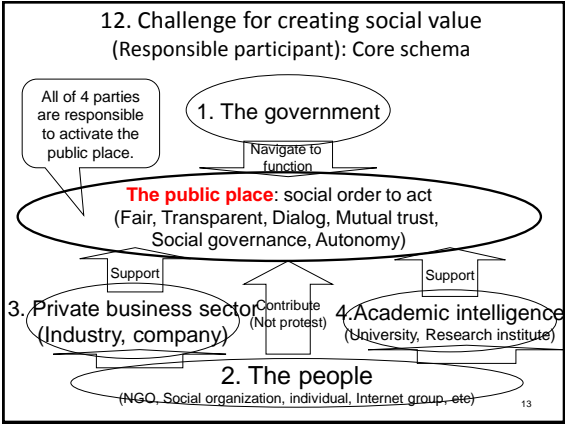 12. Challenge for creating social value
(Responsible participant): Core schema
All of 4 parties
are responsible
to activate the
public place.
1. The government
Navigate to
function
The public place: social order to act
(Fair, Transparent, Dialog, Mutual trust,
Social governance, Autonomy)
Support
Support
3. Private business sector
(Industry, company)
Contribute
(Not protest)
4.Academic intelligence
(University, Research institute)
2. The people
(NGO, Social organization, individual, Internet group, etc)
13